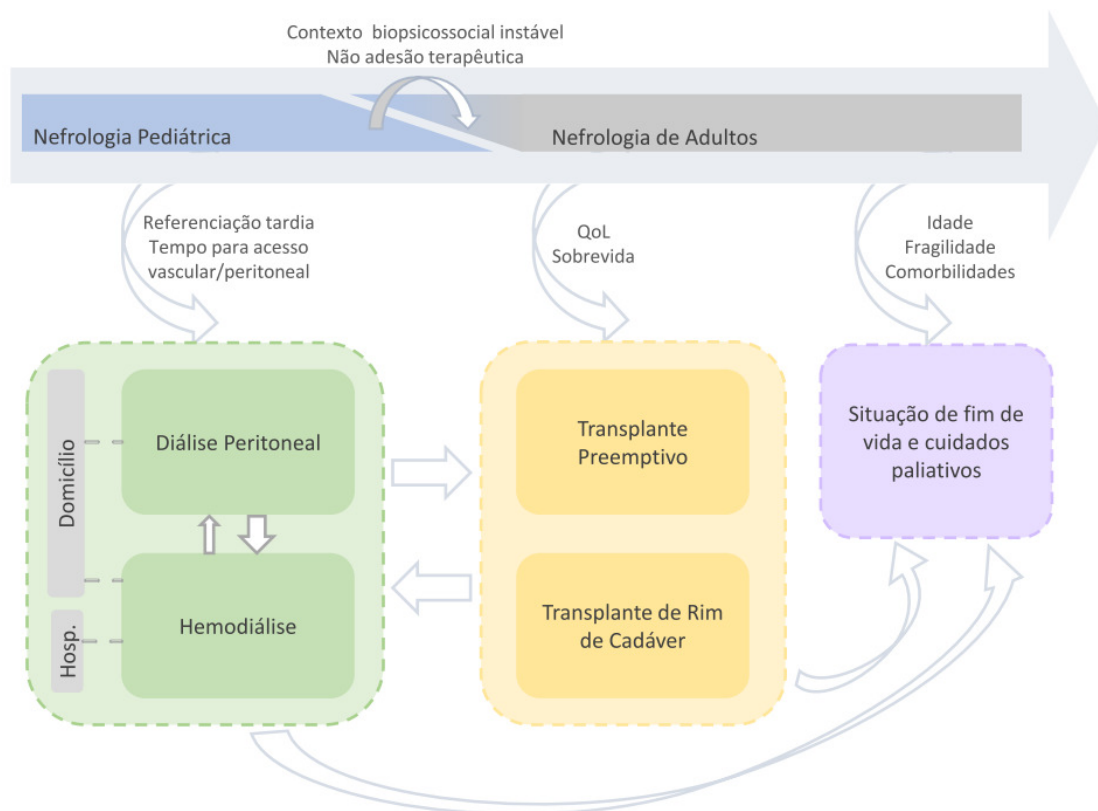 Contexto biopsicossocial instável
Não adesão terapêutica
Nefrologia Pediátrica
Nefrologia de Adultos
Referenciação tardia
Tempo para acesso
vascular/peritoneal
QoL
Sobrevida
Idade
Fragilidade
Comorbilidades
Domicílio
Hosp.
Diálise Peritoneal
Hemodiálise
Transplante
Preemptivo
Transplante de Rim
de Cadáver
Situação de fim de
vida e cuidados
paliativos